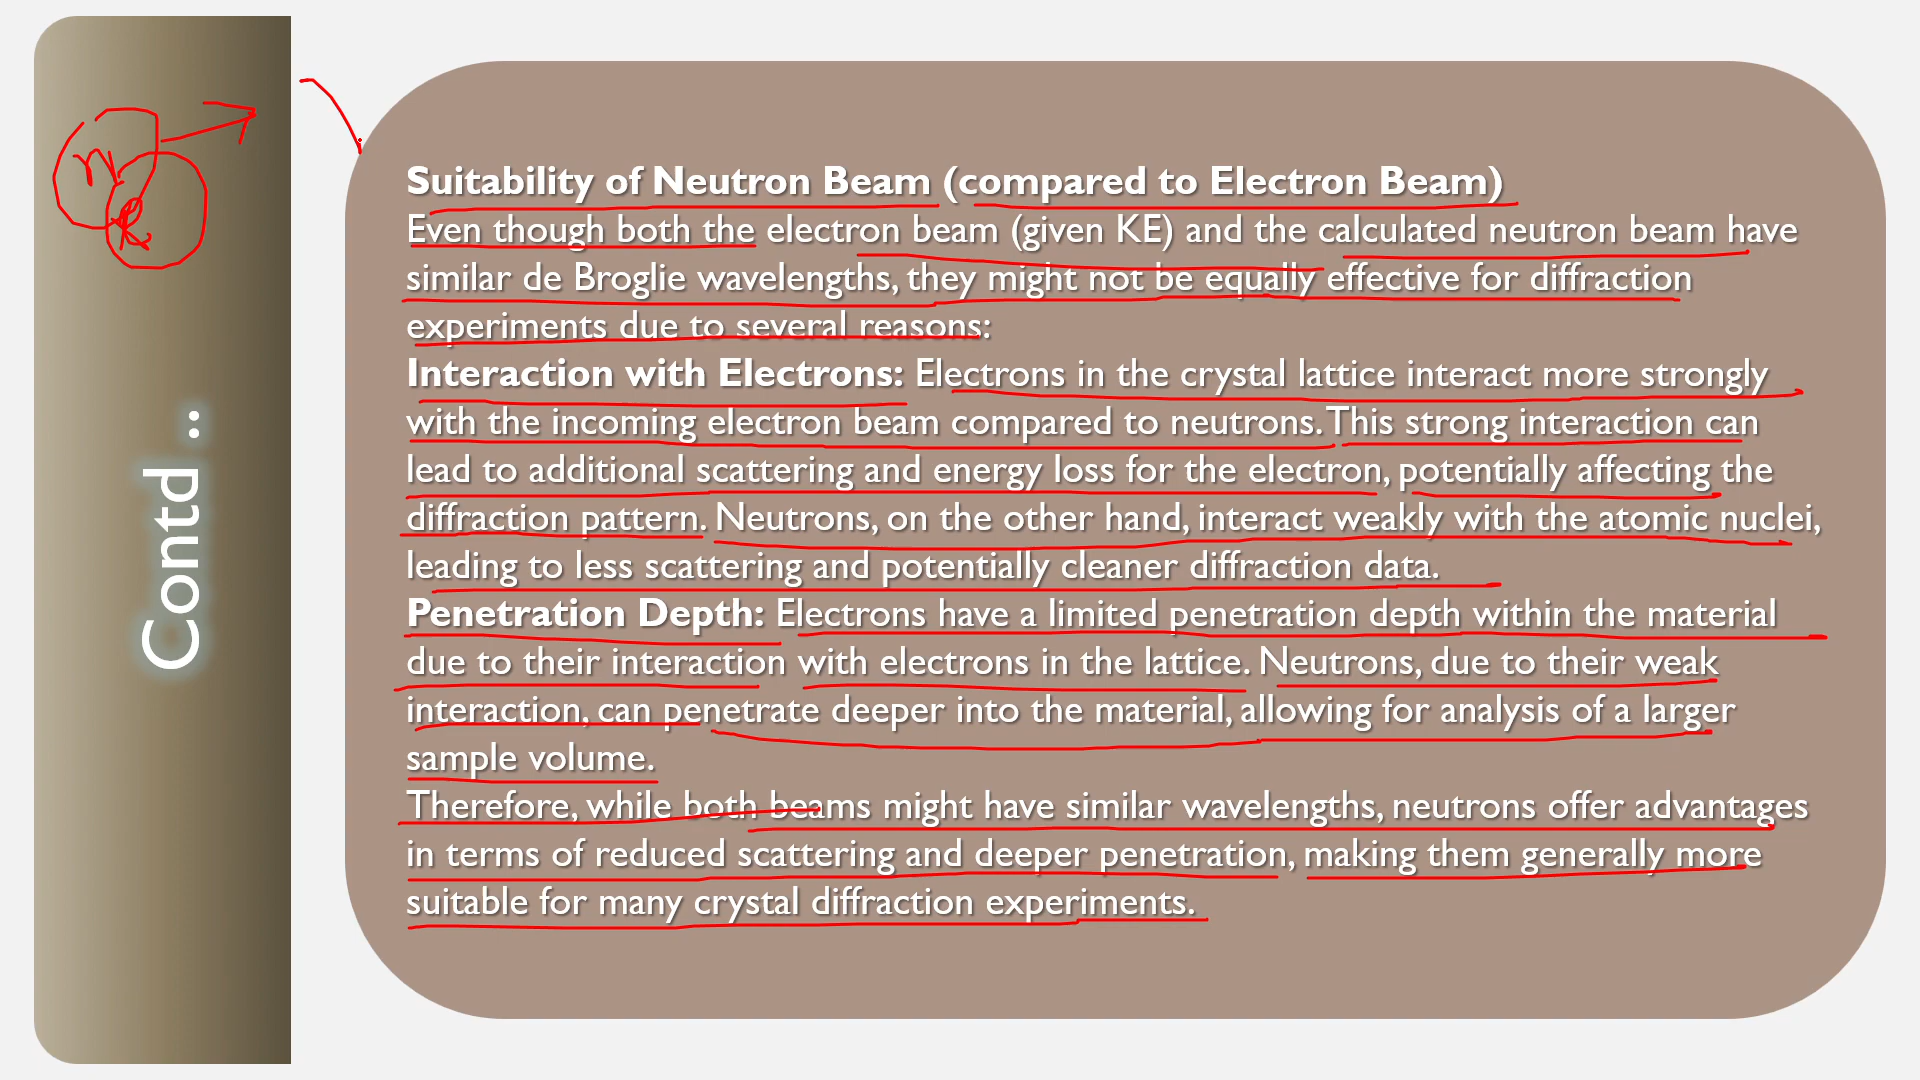 Contd ..
n
Suitability of Neutron Beam (compared to Electron Beam)
Even though both the electron beam (given KE) and the calculated neutron beam have
similar de Broglie wavelengths, they might not be equally effective for diffraction
experiments due to several reasons:
Interaction with Electrons: Electrons in the crystal lattice interact more strongly
with the incoming electron beam compared to neutrons. This strong interaction can
lead to additional scattering and energy loss for the electron, potentially affecting the
diffraction pattern. Neutrons, on the other hand, interact weakly with the atomic nuclei,
leading to less scattering and potentially cleaner diffraction data.
Penetration Depth: Electrons have a limited penetration depth within the material
due to their interaction with electrons in the lattice. Neutrons, due to their weak
interaction, can penetrate deeper into the material, allowing for analysis of a larger
sample volume.
Therefore, while both beams might have similar wavelengths, neutrons offer advantages
in terms of reduced scattering and deeper penetration, making them generally more
suitable for many crystal diffraction experiments.